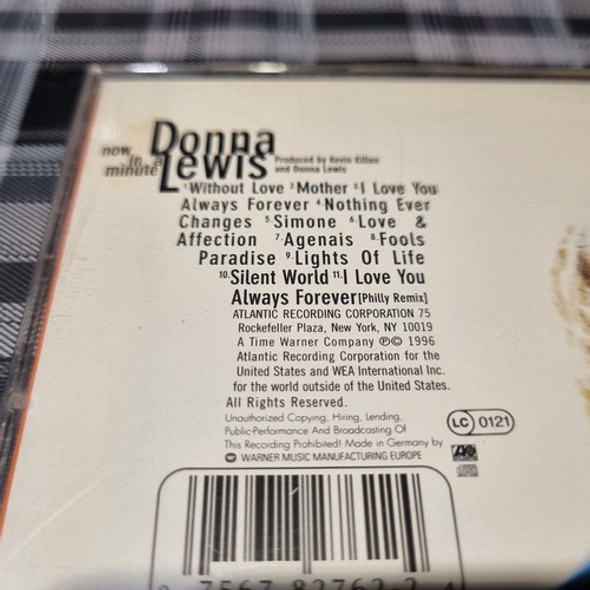 now
in a
minute
Donna
Lewis
Produced by Kevin Killen
and Donna Lewis
1. Without Love 2. Mother 3. I Love You
Always Forever 4. Nothing Ever
Changes 5. Simone 6. Love &
Affection 7. Agenais 8. Fools
Paradise 9. Lights Of Life
10. Silent World 11. I Love You
Always Forever [Philly Remix]
ATLANTIC RECORDING CORPORATION 75
Rockefeller Plaza, New York, NY 10019
A Time Warner Company ℗© 1996
Atlantic Recording Corporation for the
United States and WEA International Inc.
for the world outside of the United States.
All Rights Reserved.
Unauthorized Copying, Hiring, Lending,
Public Performance And Broadcasting Of
This Recording Prohibited! Made in Germany by
WARNER MUSIC MANUFACTURING EUROPE
LC 0121
0 7567 82762 2 4